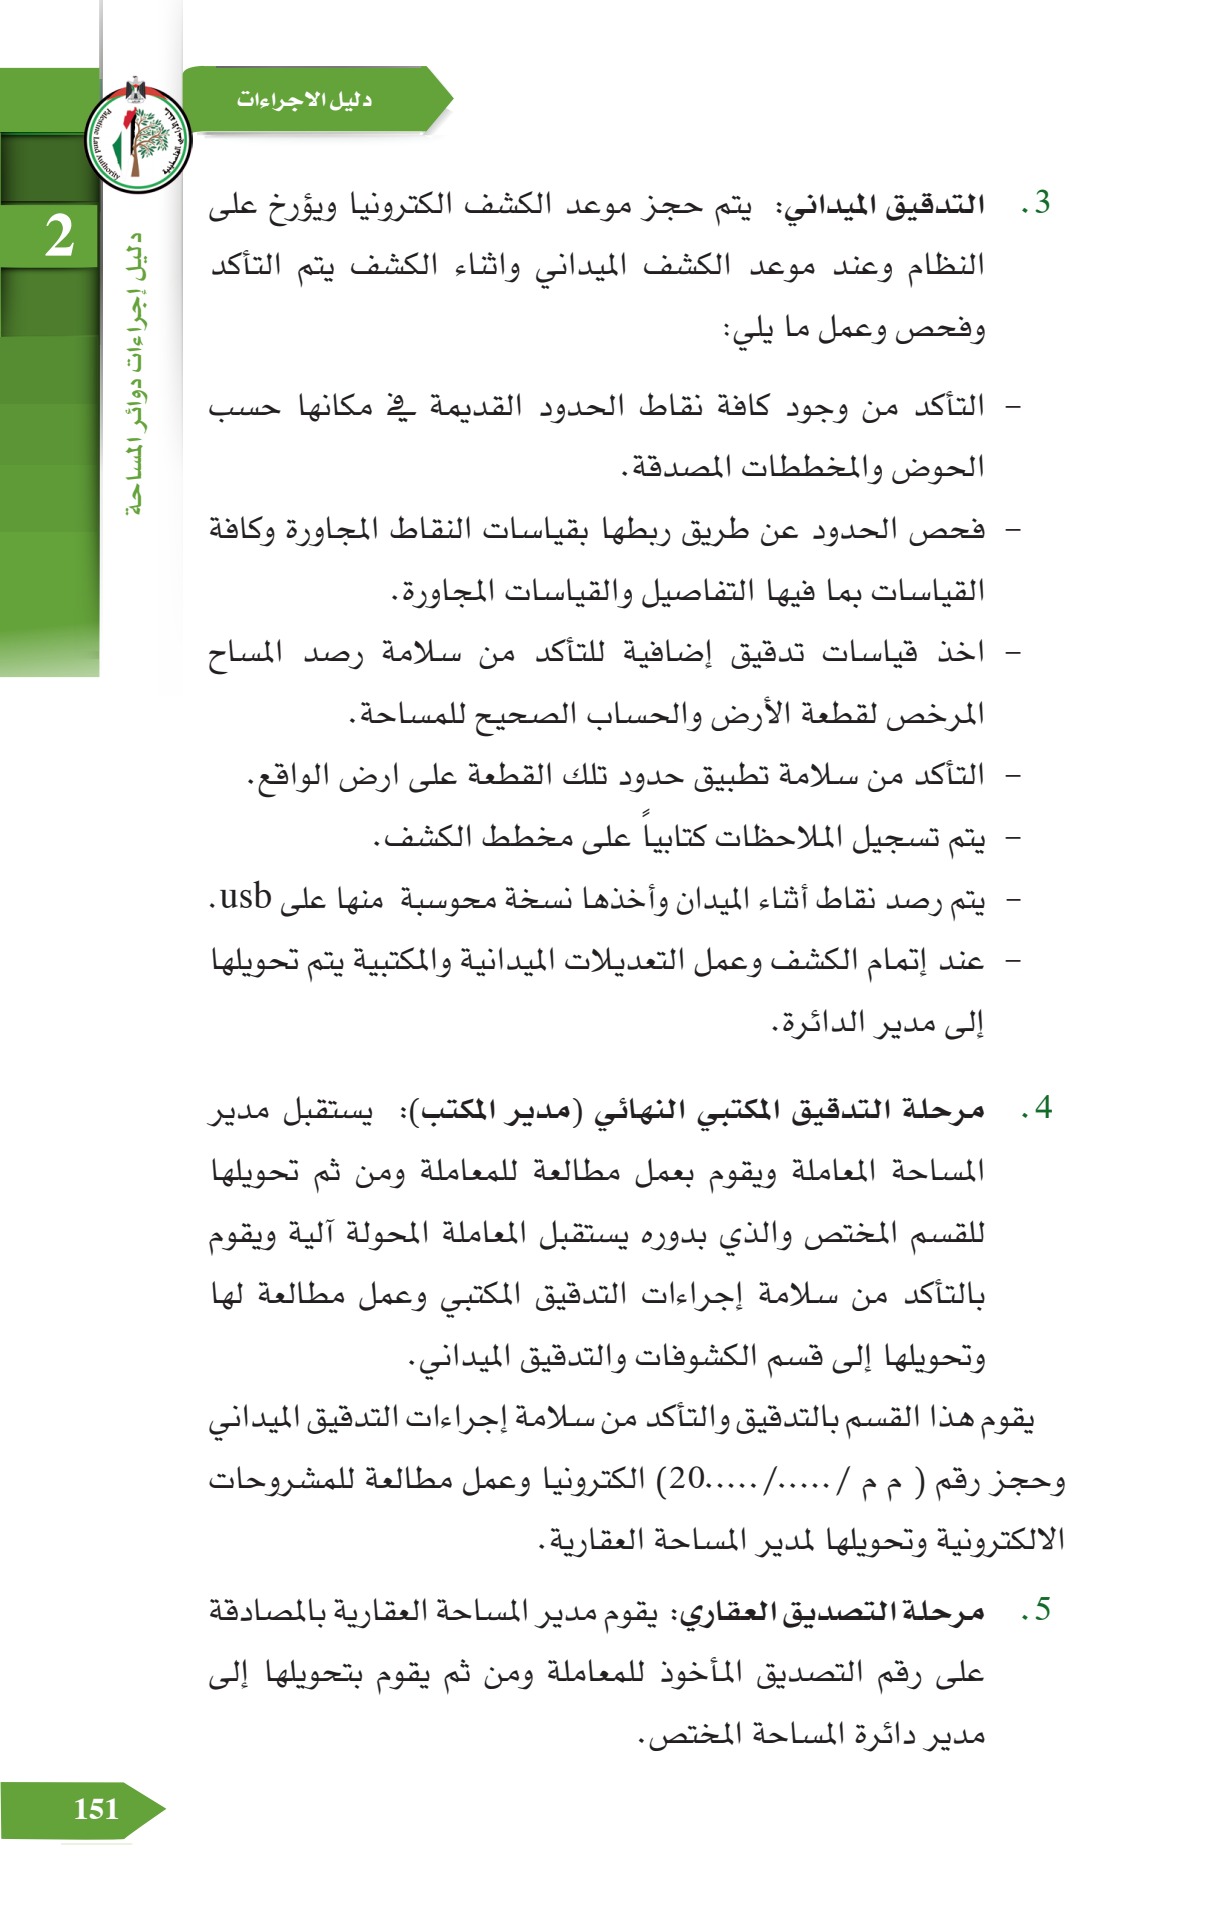 دليل الاجراءات
Palestine Land Authority
2
دليل إجراءات دوائر المساحة
3. التدقيق الميداني: يتم حجز موعد الكشف الكترونيا ويؤرخ على
النظام وعند موعد الكشف الميداني واثناء الكشف يتم التأكد
وفحص وعمل ما يلي:
– التأكد من وجود كافة نقاط الحدود القديمة في مكانها حسب
الحوض والمخططات المصدقة.
– فحص الحدود عن طريق ربطها بقياسات النقاط المجاورة وكافة
القياسات بما فيها التفاصيل والقياسات المجاورة.
– اخذ قياسات تدقيق إضافية للتأكد من سلامة رصد المساح
المرخص لقطعة الأرض والحساب الصحيح للمساحة.
– التأكد من سلامة تطبيق حدود تلك القطعة على ارض الواقع.
– يتم تسجيل الملاحظات كتابياً على مخطط الكشف.
– يتم رصد نقاط أثناء الميدان وأخذها نسخة محوسبة منها على usb.
– عند إتمام الكشف وعمل التعديلات الميدانية والمكتبية يتم تحويلها
إلى مدير الدائرة.
4. مرحلة التدقيق المكتبي النهائي (مدير المكتب): يستقبل مدير
المساحة المعاملة ويقوم بعمل مطالعة للمعاملة ومن ثم تحويلها
للقسم المختص والذي بدوره يستقبل المعاملة المحولة آلية ويقوم
بالتأكد من سلامة إجراءات التدقيق المكتبي وعمل مطالعة لها
وتحويلها إلى قسم الكشوفات والتدقيق الميداني.
يقوم هذا القسم بالتدقيق والتأكد من سلامة إجراءات التدقيق الميداني
وحجز رقم ( م م /...../.....20) الكترونيا وعمل مطالعة للمشروحات
الالكترونية وتحويلها لمدير المساحة العقارية.
5. مرحلة التصديق العقاري: يقوم مدير المساحة العقارية بالمصادقة
على رقم التصديق المأخوذ للمعاملة ومن ثم يقوم بتحويلها إلى
مدير دائرة المساحة المختص.
151